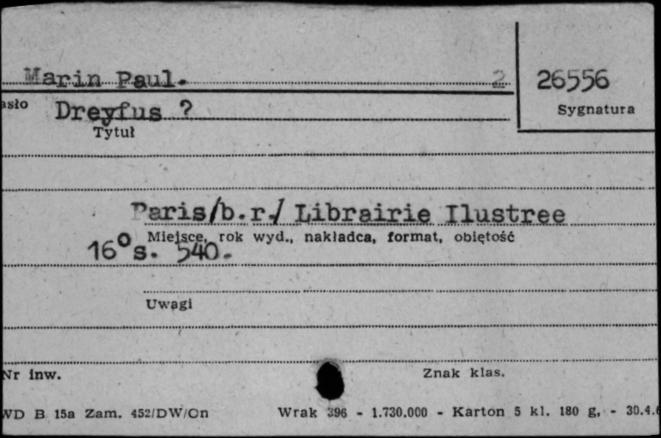 Marin Paul. 2 26556
asło Sygnatura
Dreyfus ?
Tytuł
Paris/b.r./ Librairie Ilustree
Miejsce, rok wyd., nakładca, format, objętość
16° s. 540.
Uwagi
Nr inw. Znak klas.
WD B 15a Zam. 452/DW/On Wrak 396 - 1.730.000 - Karton 5 kl. 180 g. - 30.4.6